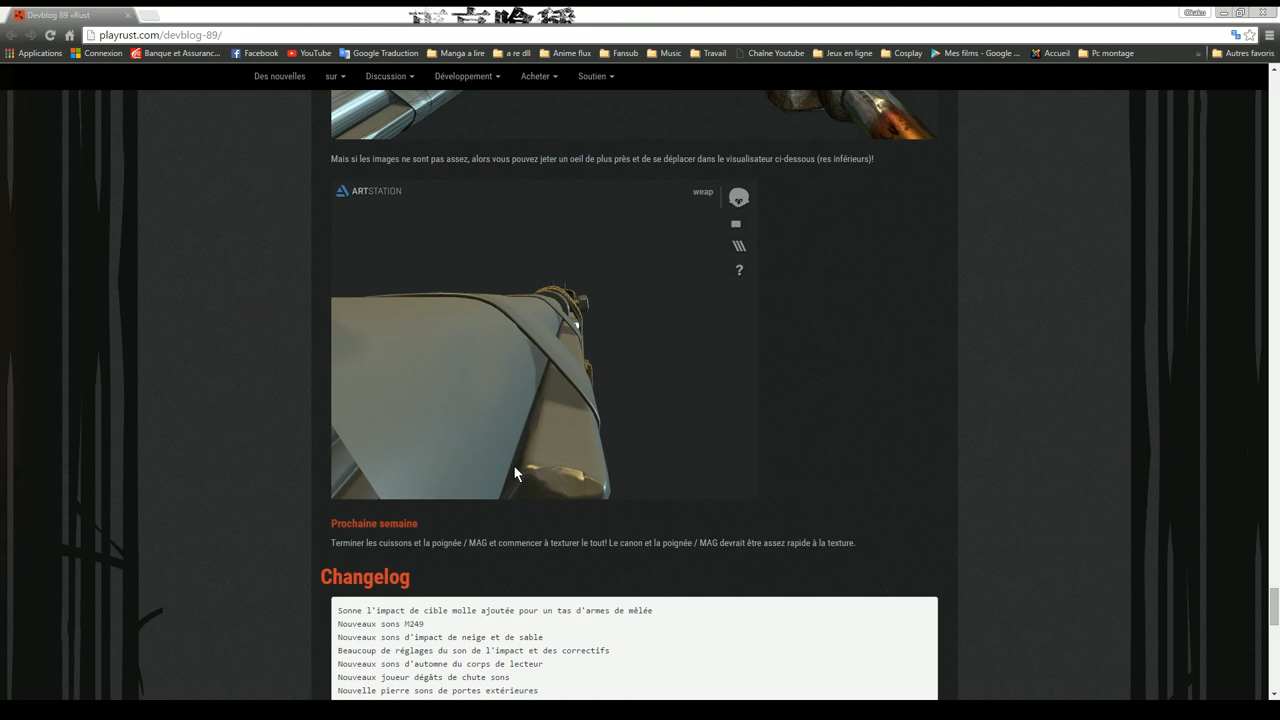 Devblog 89 «Rust
Okaku
playrust.com/devblog-89/
Applications
Connexion
Banque et Assuranc...
Facebook
YouTube
Google Traduction
Manga a lire
a re dll
Anime flux
Fansub
Music
Travail
Chaîne Youtube
Jeux en ligne
Cosplay
Mes films - Google ...
Accueil
Pc montage
Autres favoris
Des nouvelles
sur
Discussion
Développement
Acheter
Soutien
Mais si les images ne sont pas assez, alors vous pouvez jeter un oeil de plus près et de se déplacer dans le visualisateur ci-dessous (res inférieurs)!
ARTSTATION
weap
?
Prochaine semaine
Terminer les cuissons et la poignée / MAG et commencer à texturer le tout! Le canon et la poignée / MAG devrait être assez rapide à la texture.
Changelog
Sonne l'impact de cible molle ajoutée pour un tas d'armes de mêlée
Nouveaux sons M249
Nouveaux sons d'impact de neige et de sable
Beaucoup de réglages du son de l'impact et des correctifs
Nouveaux sons d'automne du corps de lecteur
Nouveaux joueur dégâts de chute sons
Nouvelle pierre sons de portes extérieures